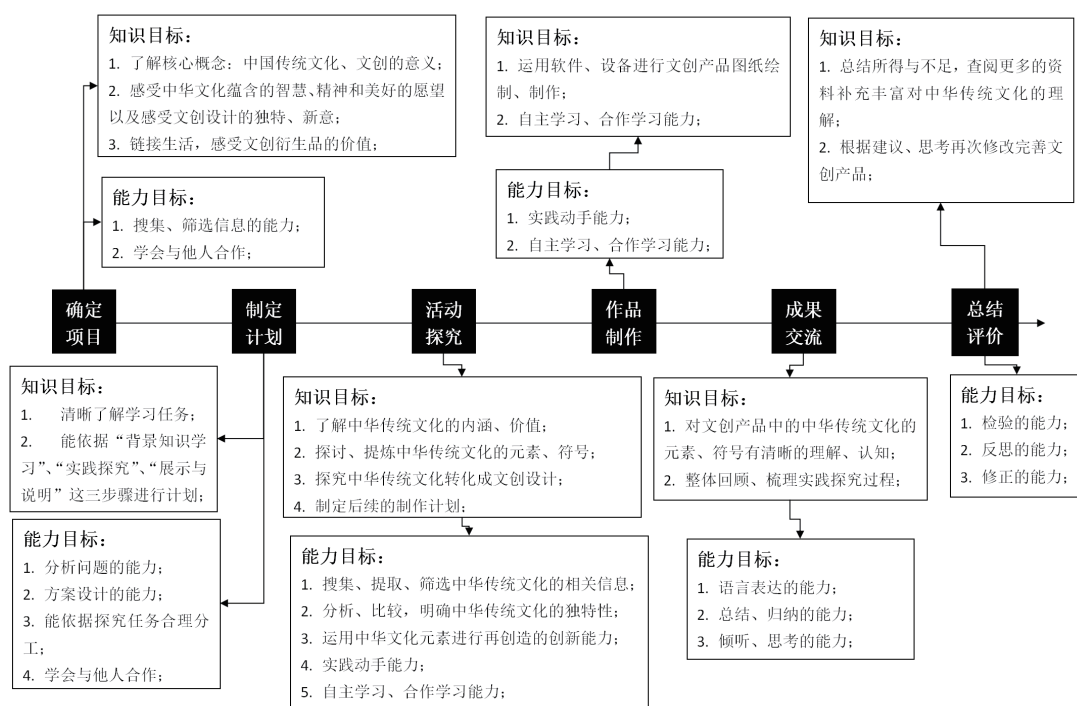 知识目标：
1. 了解核心概念：中国传统文化、文创的意义；
2. 感受中华文化蕴含的智慧、精神和美好的愿望
以及感受文创设计的独特、新意；
3. 链接生活，感受文创衍生品的价值；
能力目标：
1. 搜集、筛选信息的能力；
2. 学会与他人合作；
知识目标：
1. 运用软件、设备进行文创产品图纸绘
制、制作；
2. 自主学习、合作学习能力；
能力目标：
1. 实践动手能力；
2. 自主学习、合作学习能力；
知识目标：
1. 总结所得与不足，查阅更多的资
料补充丰富对中华传统文化的理
解；
2. 根据建议、思考再次修改完善文
创产品；
确定
项目
制定
计划
活动
探究
作品
制作
成果
交流
总结
评价
知识目标：
1. 清晰了解学习任务；
2. 能依据“背景知识学
习”、“实践探究”、“展示与
说明”这三步骤进行计划；
能力目标：
1. 分析问题的能力；
2. 方案设计的能力；
3. 能依据探究任务合理分
工；
4. 学会与他人合作；
知识目标：
1. 了解中华传统文化的内涵、价值；
2. 探讨、提炼中华传统文化的元素、符号；
3. 探究中华传统文化转化成文创设计；
4. 制定后续的制作计划；
能力目标：
1. 搜集、提取、筛选中华传统文化的相关信息；
2. 分析、比较，明确中华传统文化的独特性；
3. 运用中华文化元素进行再创造的创新能力；
4. 实践动手能力；
5. 自主学习、合作学习能力；
知识目标：
1. 对文创产品中的中华传统文化的
元素、符号有清晰的理解、认知；
2. 整体回顾、梳理实践探究过程；
能力目标：
1. 语言表达的能力；
2. 总结、归纳的能力；
3. 倾听、思考的能力；
能力目标：
1. 检验的能力；
2. 反思的能力；
3. 修正的能力；